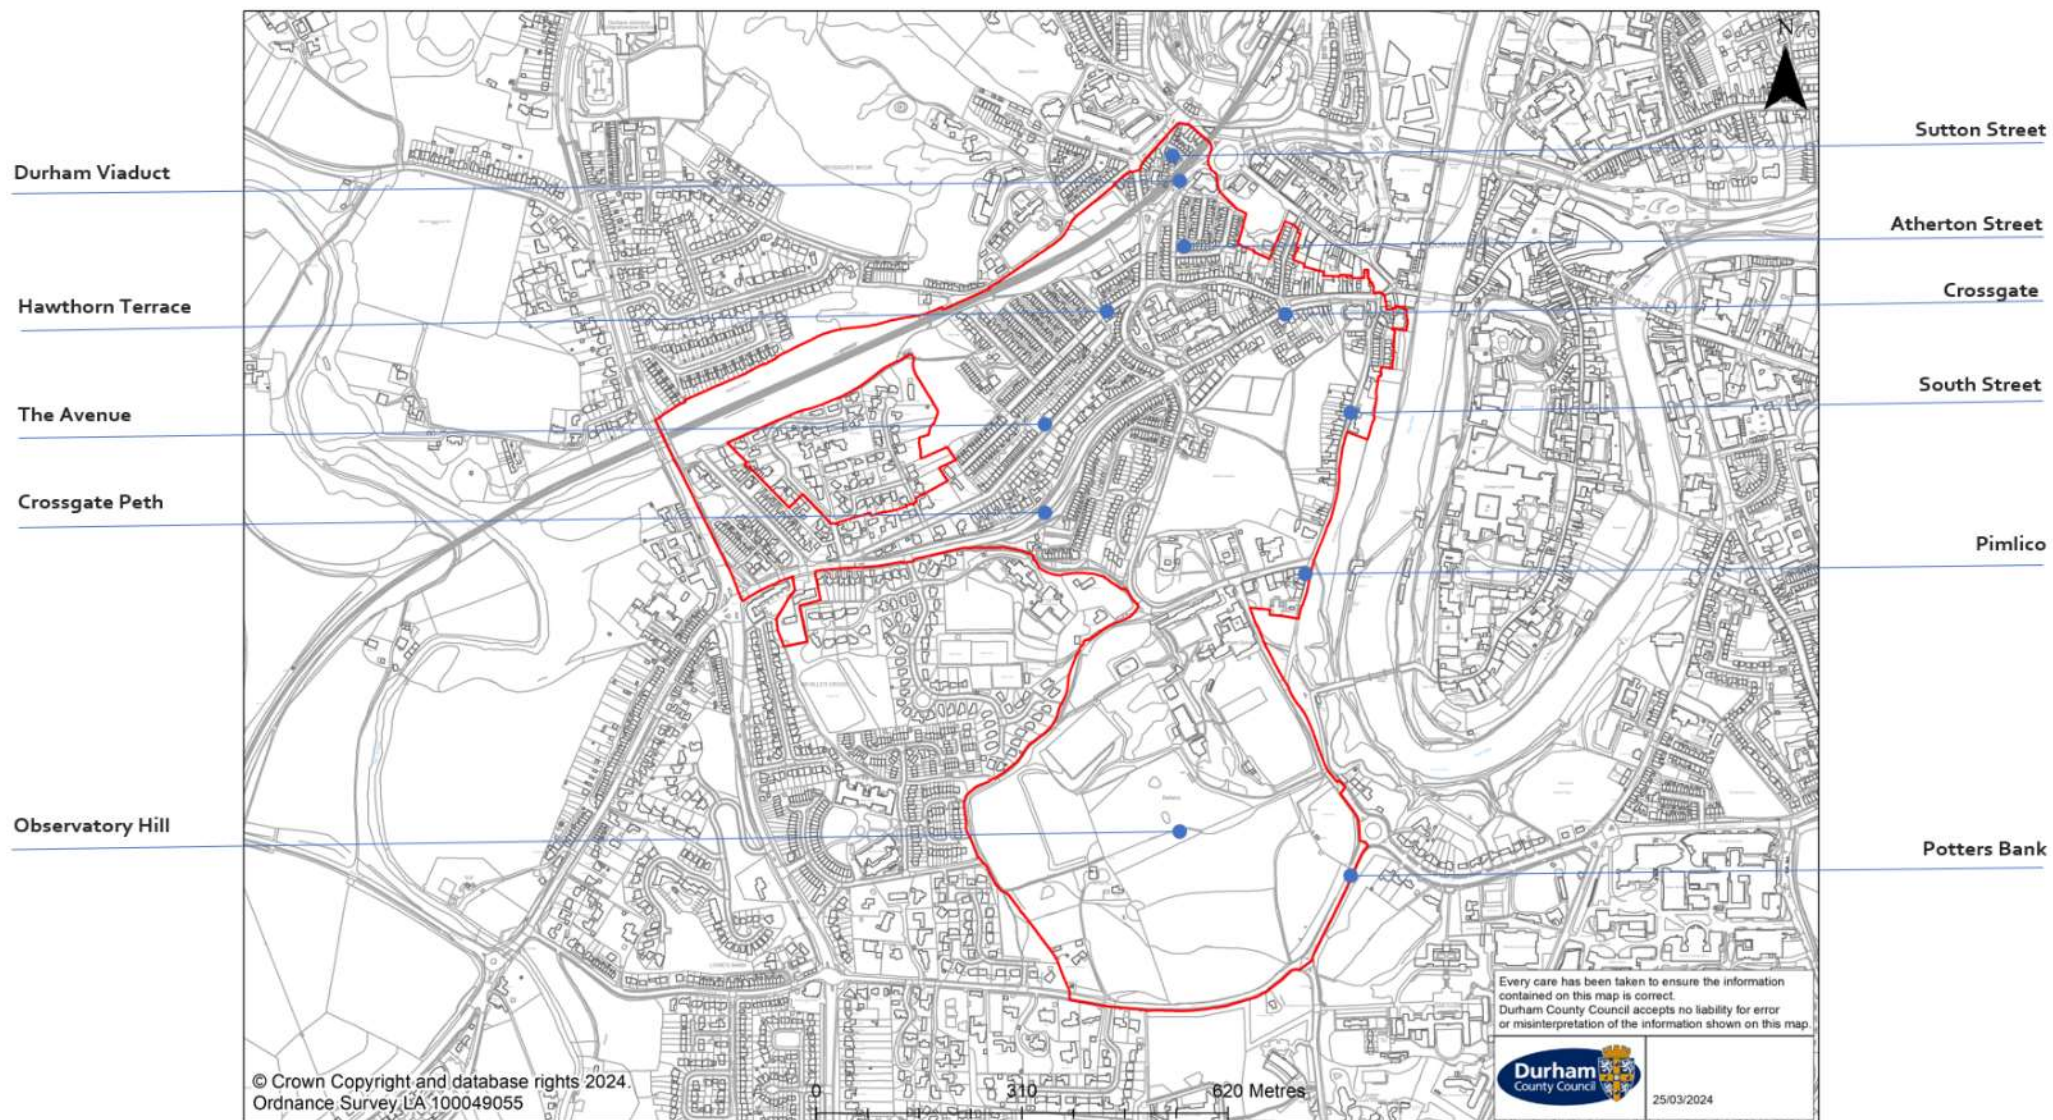 N
Sutton Street
Durham Viaduct
Atherton Street
Hawthorn Terrace
Crossgate
The Avenue
South Street
Crossgate Peth
Pimlico
Observatory Hill
Potters Bank
Every care has been taken to ensure the information
contained on this map is correct.
Durham County Council accepts no liability for error
or misinterpretation of the information shown on this map.
Durham
County Council
25/03/2024
© Crown Copyright and database rights 2024.
Ordnance Survey LA 100049055
0 310 620 Metres